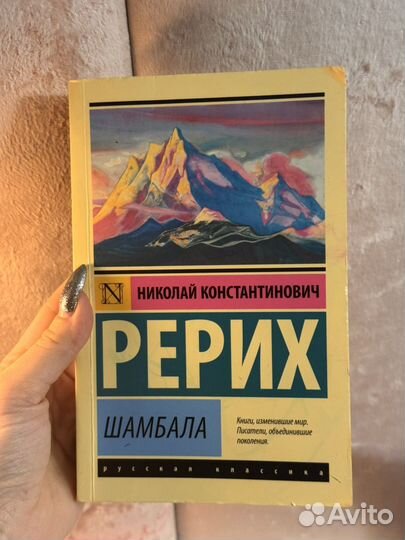 N
НИКОЛАЙ КОНСТАНТИНОВИЧ
РЕРИХ
ШАМБАЛА
Книги, изменившие мир.
Писатели, объединившие
поколения.
русская классика
Avito